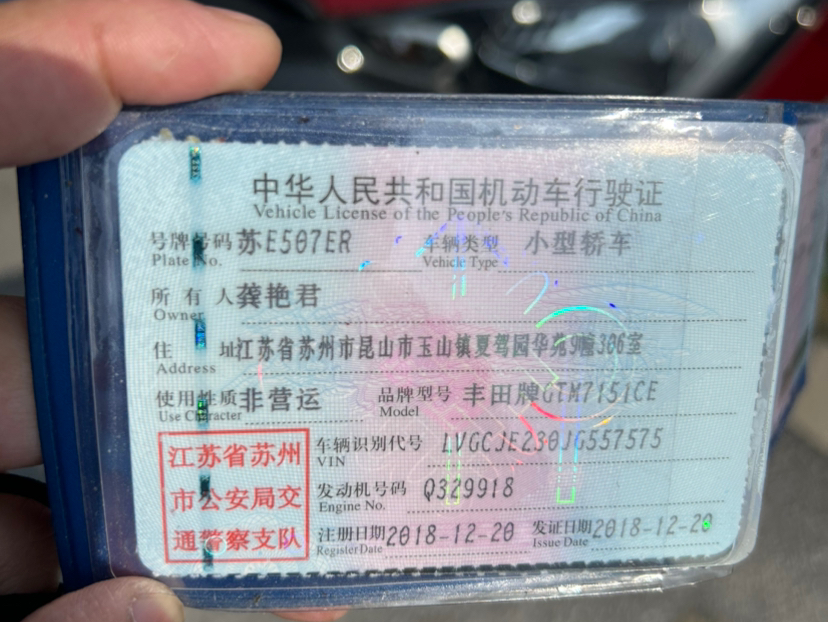 中华人民共和国机动车行驶证
Vehicle License of the People's Republic of China
号牌号码 苏E507ER 车辆类型 小型轿车
Plate No. Vehicle Type
所有人 龚艳君
Owner
住址 江苏省苏州市昆山市玉山镇夏驾园华苑9幢306室
Address
使用性质 非营运 品牌型号 丰田牌GTM7151CE
Use Character Model
江苏省苏州 车辆识别代号 LVGCJE230JG557575
VIN
市公安局交 发动机号码 Q329918
Engine No.
通警察支队 注册日期 2018-12-20 发证日期 2018-12-20
Register Date Issue Date